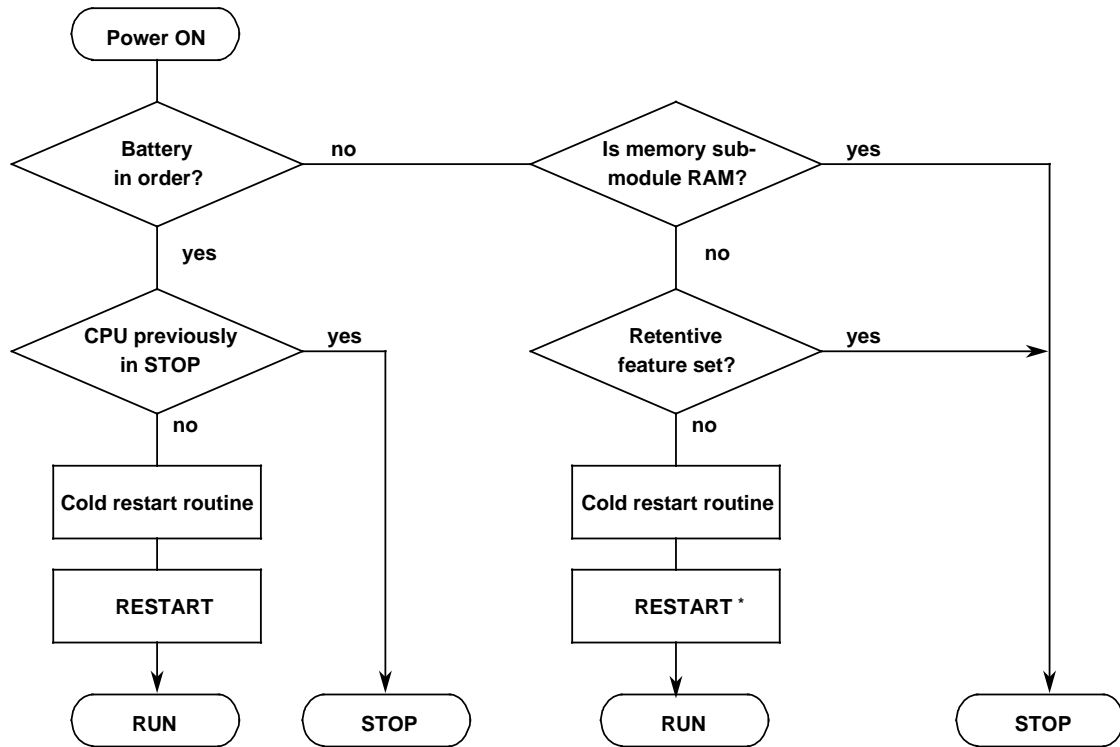 Power ON
Battery
in order?
no
Is memory sub-
module RAM?
yes
yes
no
CPU previously
in STOP
yes
Retentive
feature set?
yes
no
no
Cold restart routine
Cold restart routine
RESTART
RESTART *
RUN
STOP
RUN
STOP